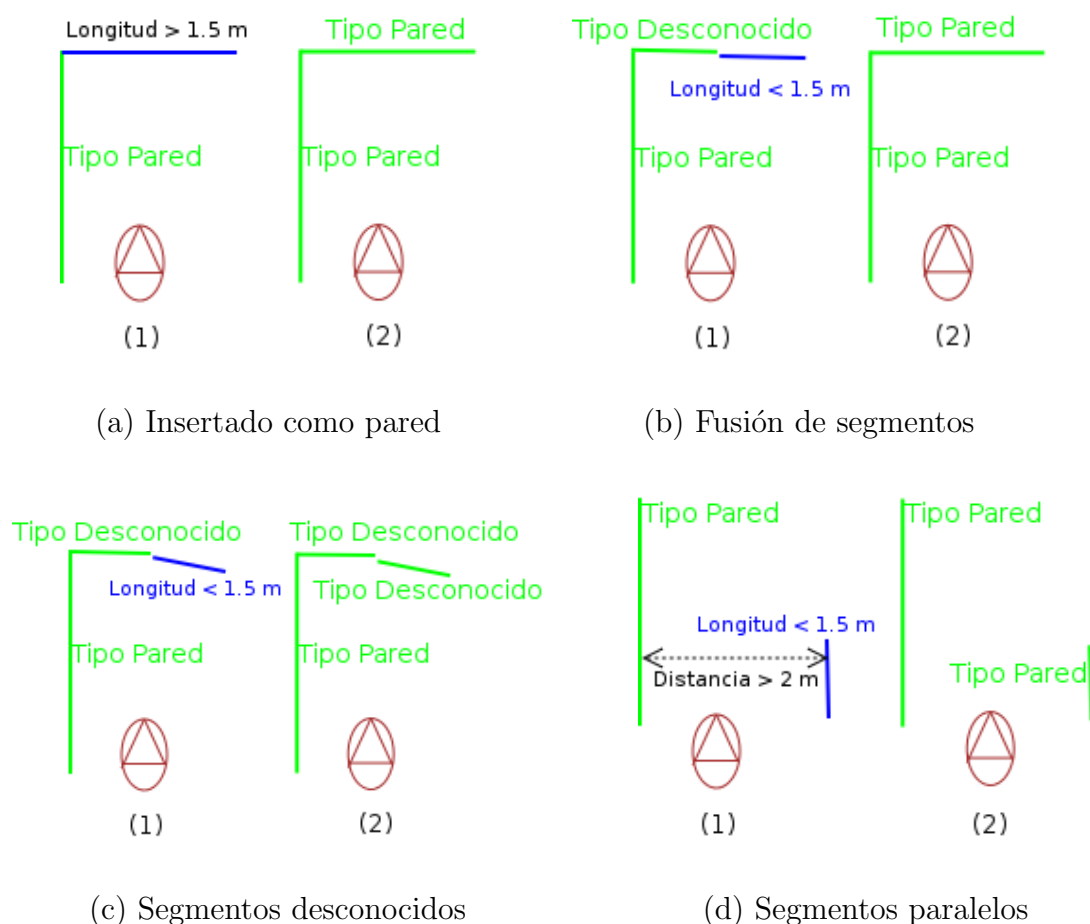 Longitud > 1.5 m
Tipo Pared
Tipo Pared
Tipo Pared
(1)
(2)
(a) Insertado como pared
Tipo Desconocido
Longitud < 1.5 m
Tipo Pared
Tipo Pared
Tipo Pared
(1)
(2)
(b) Fusión de segmentos
Tipo Desconocido
Longitud < 1.5 m
Tipo Pared
Tipo Desconocido
Tipo Desconocido
Tipo Pared
(1)
(2)
(c) Segmentos desconocidos
Tipo Pared
Longitud < 1.5 m
Distancia > 2 m
Tipo Pared
Tipo Pared
(1)
(2)
(d) Segmentos paralelos